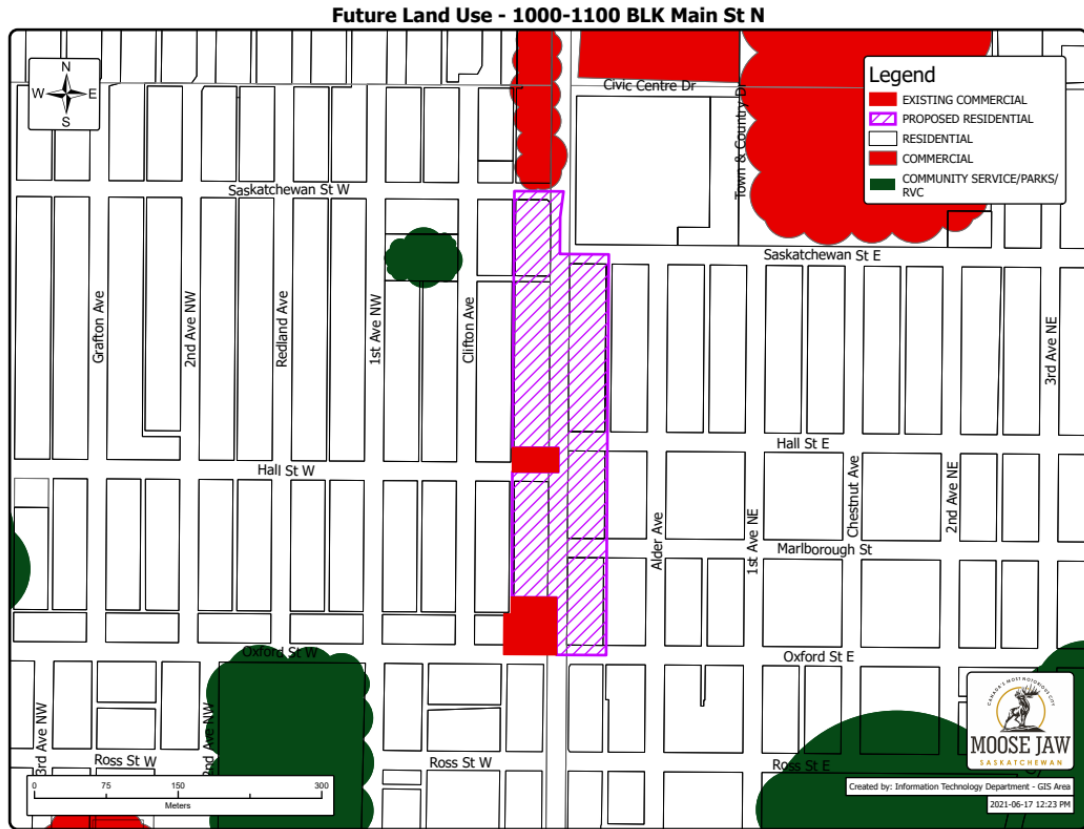 Future Land Use - 1000-1100 BLK Main St N
N
W E
S
Civic Centre Dr
Town & Country Dr
Legend
EXISTING COMMERCIAL
PROPOSED RESIDENTIAL
RESIDENTIAL
COMMERCIAL
COMMUNITY SERVICE/PARKS/
RVC
Saskatchewan St W
Saskatchewan St E
Grafton Ave
2nd Ave NW
Redland Ave
1st Ave NW
Clifton Ave
3rd Ave NE
Hall St W
Hall St E
Alder Ave
1st Ave NE
Chestnut Ave
2nd Ave NE
Marlborough St
Oxford St W
Oxford St E
3rd Ave NW
2nd Ave NW
Ross St W
Ross St W
Ross St E
0 75 150 300
Meters
CANADA'S MOST NOTORIOUS CITY
MOOSE JAW
SASKATCHEWAN
Created by: Information Technology Department - GIS Area
2021-06-17 12:23 PM